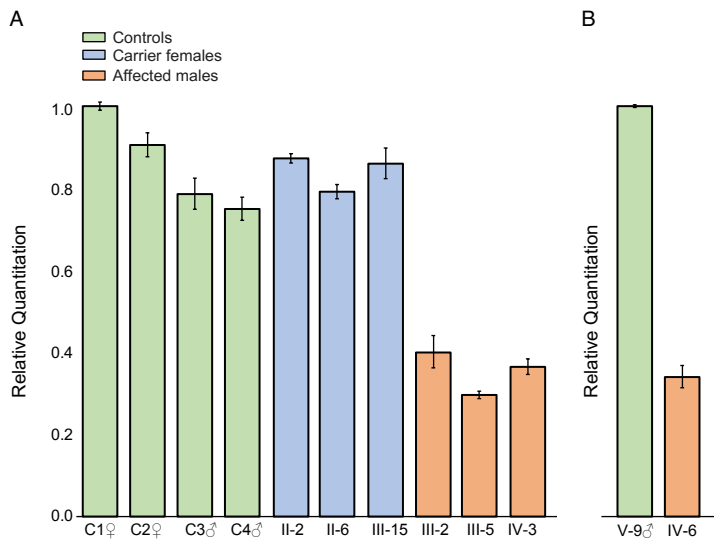 A
B
Controls
Carrier females
Affected males
Relative Quantitation
1.0
0.8
0.6
0.4
0.2
0.0
C1♀ C2♀ C3♂ C4♂ II-2 II-6 III-15 III-2 III-5 IV-3
Relative Quantitation
V-9♂ IV-6